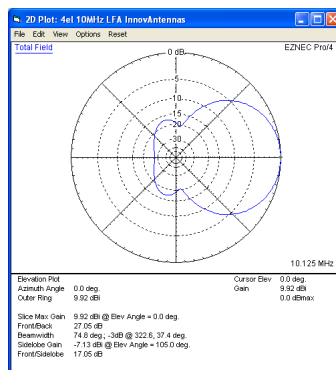 2D Plot: 4el 10MHz LFA InnovAntennas
File Edit View Options Reset
Total Field
EZNEC Pro/4
0 dB
-5
-10
-15
-20
-30
10.125 MHz
Elevation Plot
Azimuth Angle 0.0 deg.
Outer Ring 9.92 dBi
Cursor Elev 0.0 deg.
Gain 9.92 dBi
0.0 dBmax
Slice Max Gain 9.92 dBi @ Elev Angle = 0.0 deg.
Front/Back 27.05 dB
Beamwidth 74.8 deg.; -3dB @ 322.6, 37.4 deg.
Sidelobe Gain -7.13 dBi @ Elev Angle = 105.0 deg.
Front/Sidelobe 17.05 dB